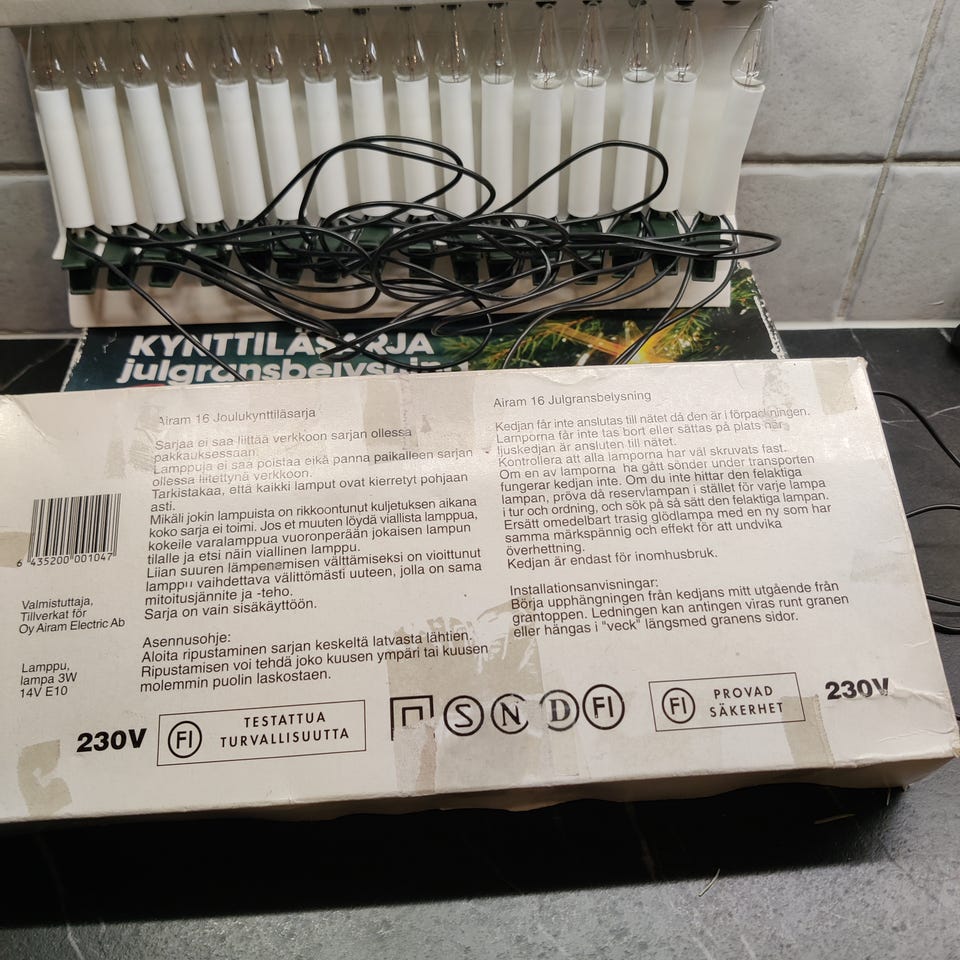 KYNTTILÄSARJA
julgransbelysning
Airam 16 Joulukynttiläsarja
Sarjaa ei saa liittää verkkoon sarjan ollessa
pakkauksessaan.
Lamppuja ei saa poistaa eikä panna paikalleen sarjan
ollessa liitettynä verkkoon.
Tarkistakaa, että kaikki lamput ovat kierretyt pohjaan
asti.
Mikäli jokin lampuista on rikkoontunut kuljetuksen aikana
koko sarja ei toimi. Jos et muuten löydä viallista lamppua,
kokeile varalamppua vuoronperään jokaisen lampun
tilalle ja etsi näin viallinen lamppu.
Liian suuren lämpenemisen välttämiseksi on vioittunut
lamppu vaihdettava välittömästi uuteen, jolla on sama
mitoitusjännite ja -teho.
Sarja on vain sisäkäyttöön.
Asennusohje:
Aloita ripustaminen sarjan keskeltä latvasta lähtien.
Ripustamisen voi tehdä joko kuusen ympäri tai kuusen
molemmin puolin laskostaen.
Airam 16 Julgransbelysning
Kedjan får inte anslutas till nätet då den är i förpackningen.
Lamporna får inte tas bort eller sättas på plats när
ljuskedjan är ansluten till nätet.
Kontrollera att alla lamporna har väl skruvats fast.
Om en av lamporna ha gått sönder under transporten
fungerar kedjan inte. Om du inte hittar den felaktiga
lampan, pröva då reservlampan i stället för varje lampa
i tur och ordning, och sök på så sätt den felaktiga lampan.
Ersätt omedelbart trasig glödlampa med en ny som har
samma märkspänning och effekt för att undvika
överhettning.
Kedjan är endast för inomhusbruk.
Installationsanvisningar:
Börja upphängningen från kedjans mitt utgående från
grantoppen. Ledningen kan antingen viras runt granen
eller hängas i "veck" längsmed granens sidor.
6 435200 001047
Valmistuttaja,
Tillverkat för
Oy Airam Electric Ab
Lamppu,
lampa 3W
14V E10
230V
FI
TESTATTUA
TURVALLISUUTTA
S N D FI
FI
PROVAD
SÄKERHET
230V